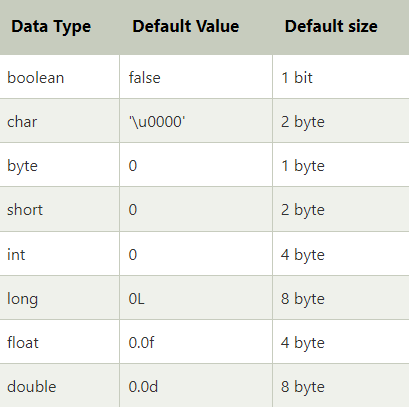 Data Type Default Value Default size
boolean false 1 bit
char '\u0000' 2 byte
byte 0 1 byte
short 0 2 byte
int 0 4 byte
long 0L 8 byte
float 0.0f 4 byte
double 0.0d 8 byte